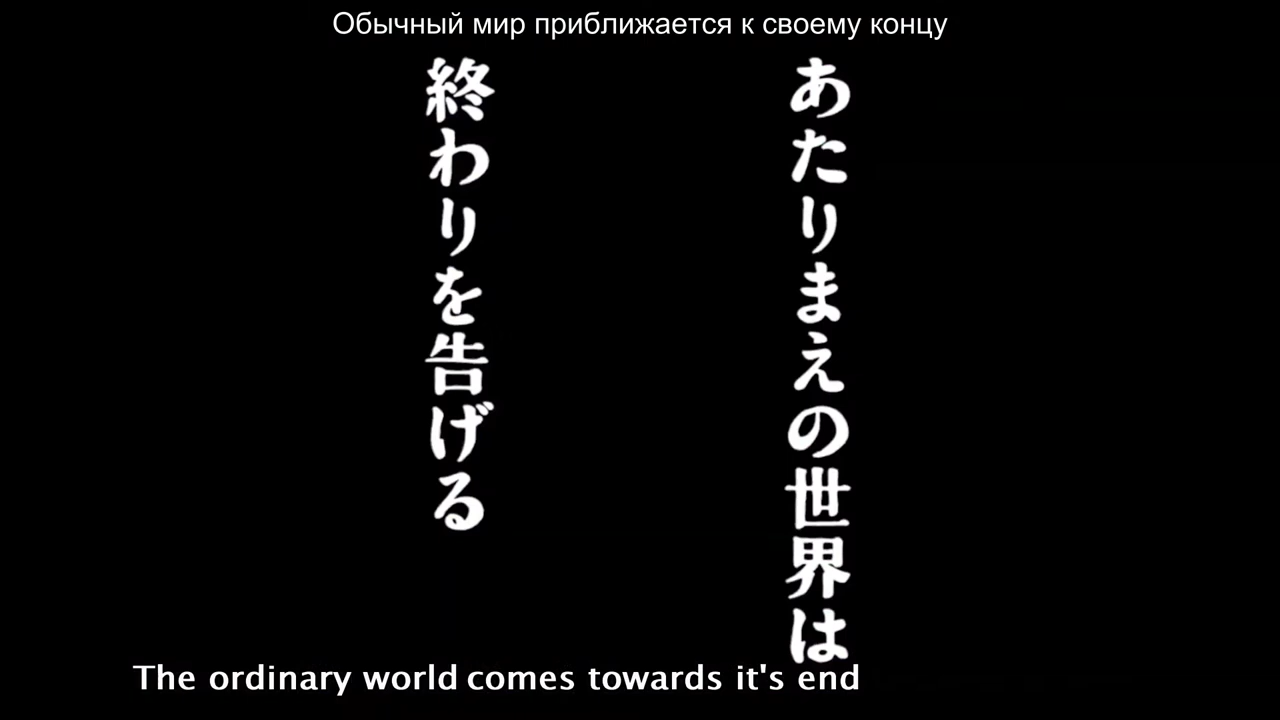 Обычный мир приближается к своему концу
あたりまえの世界は
終わりを告げる
The ordinary world comes towards it's end